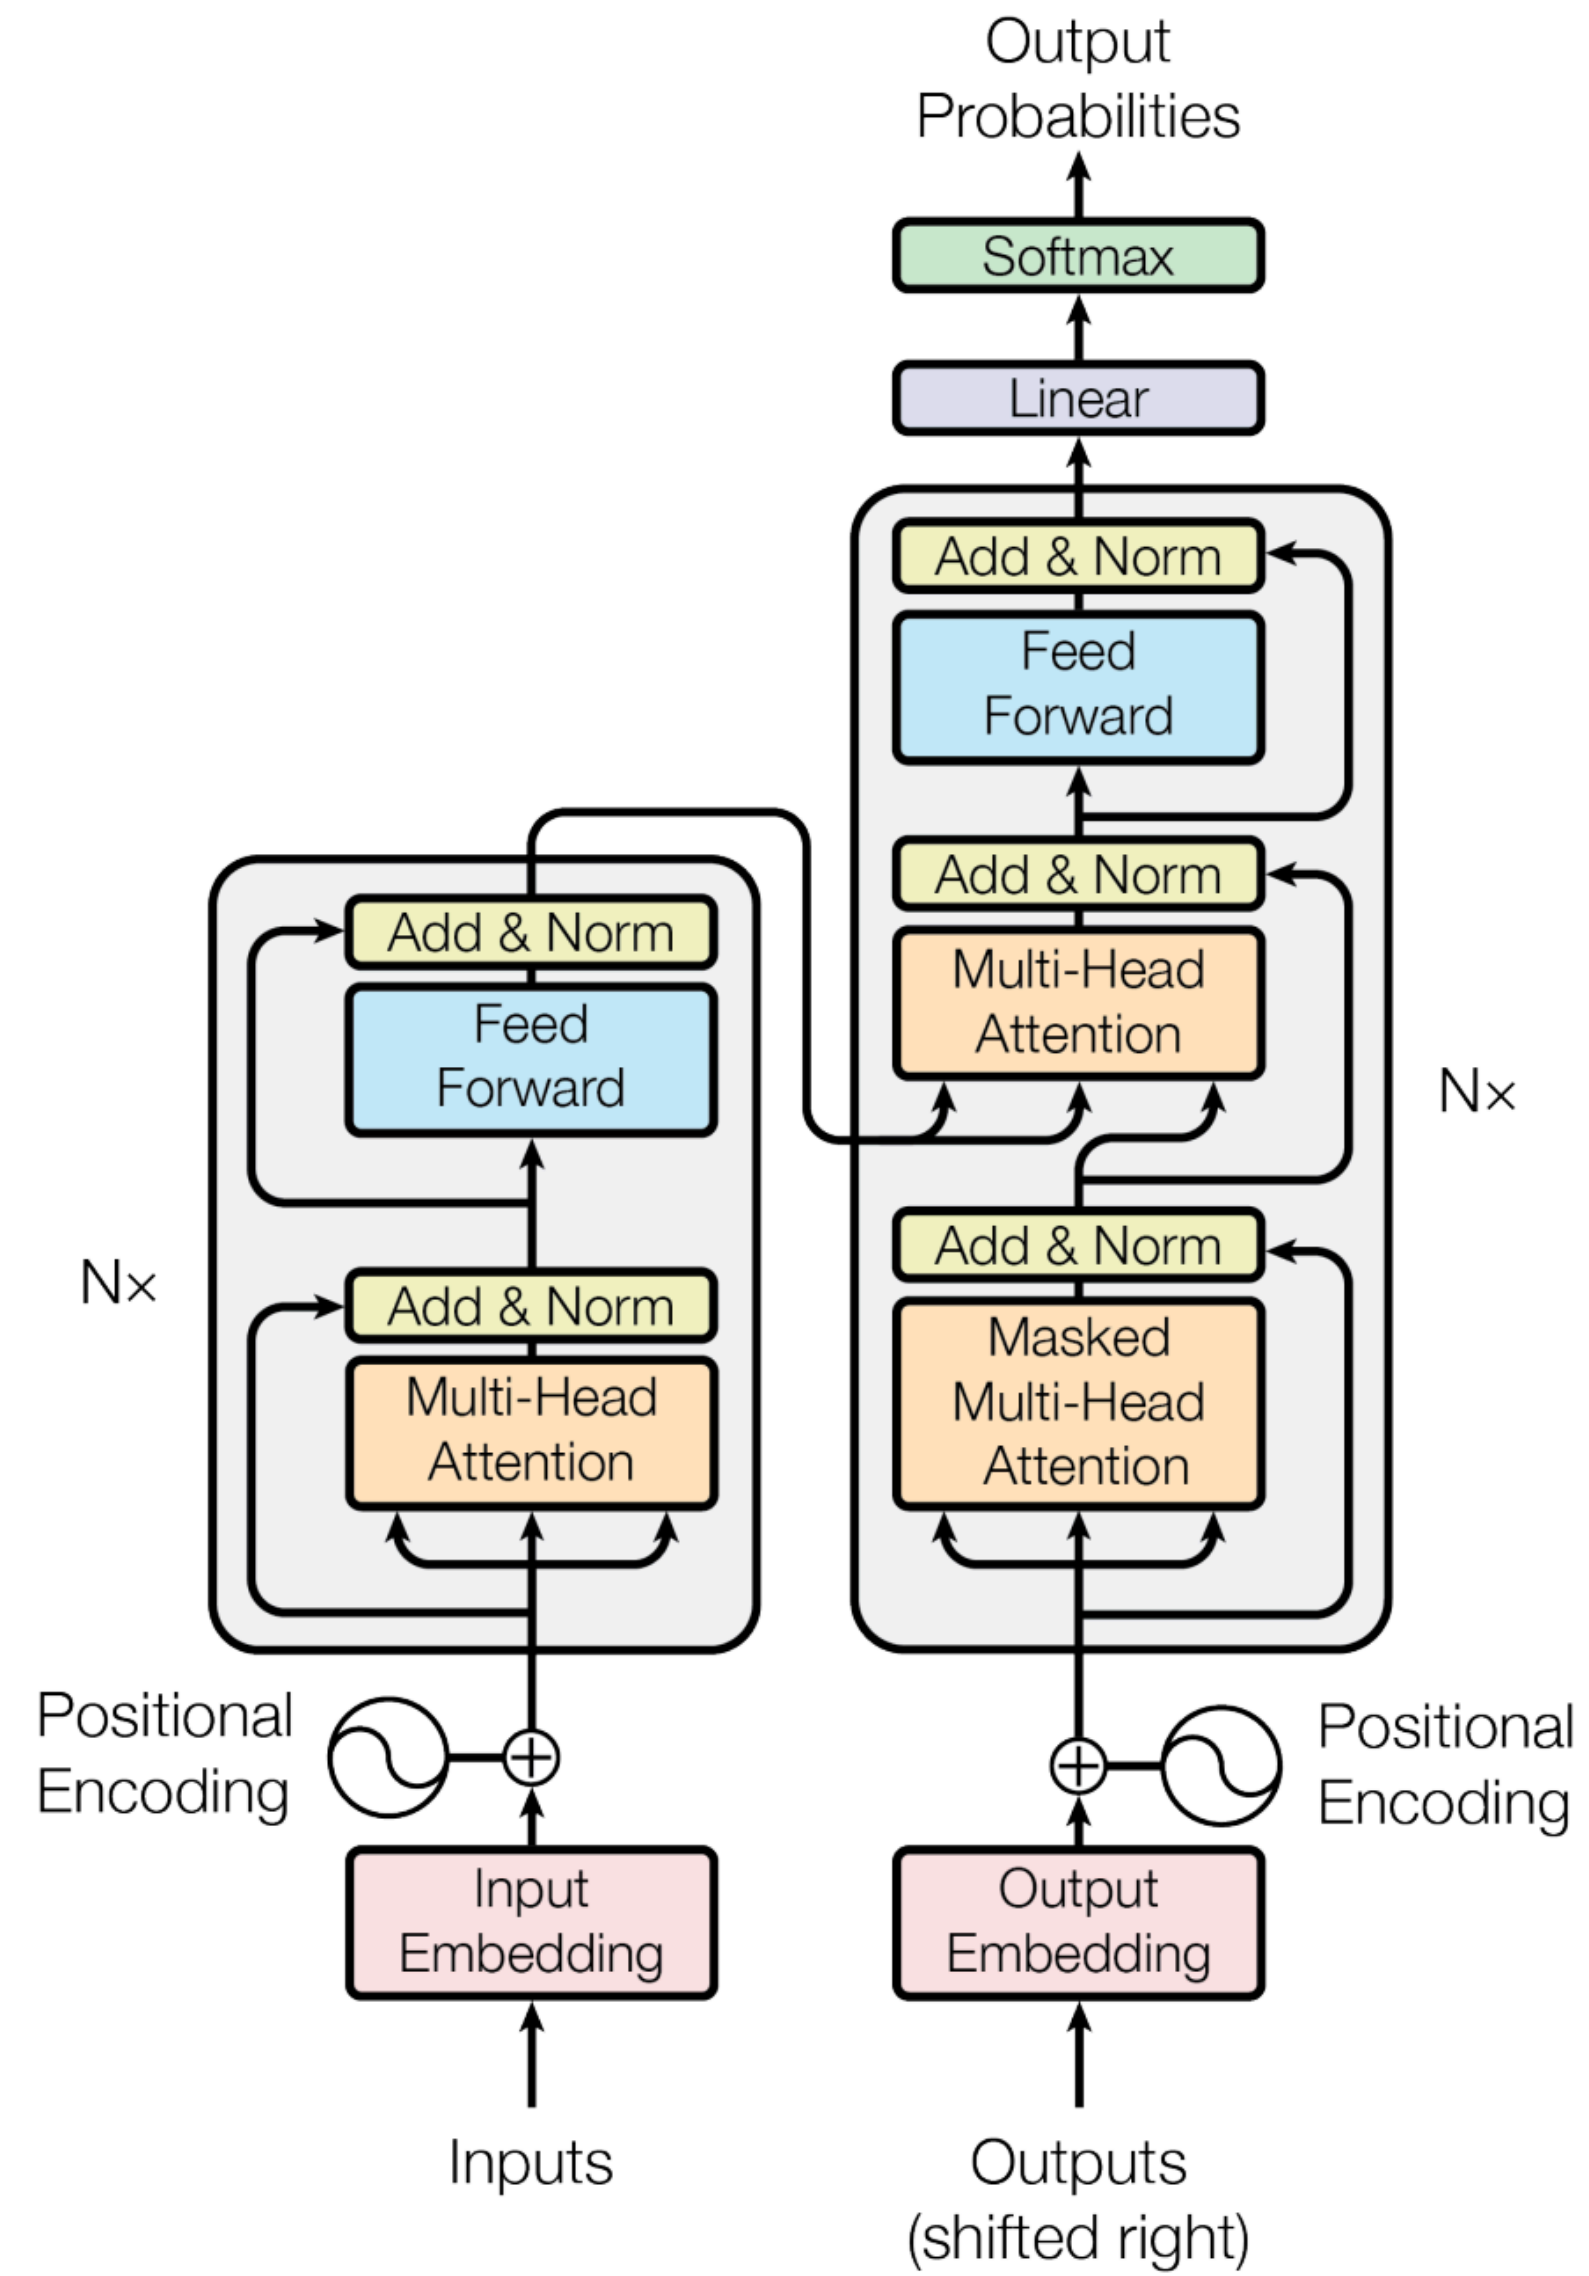 Output
Probabilities
Softmax
Linear
Add & Norm
Feed
Forward
Add & Norm
Multi-Head
Attention
Nx
Add & Norm
Masked
Multi-Head
Attention
Add & Norm
Feed
Forward
Nx
Add & Norm
Multi-Head
Attention
Positional
Encoding
Positional
Encoding
Input
Embedding
Output
Embedding
Inputs
Outputs
(shifted right)